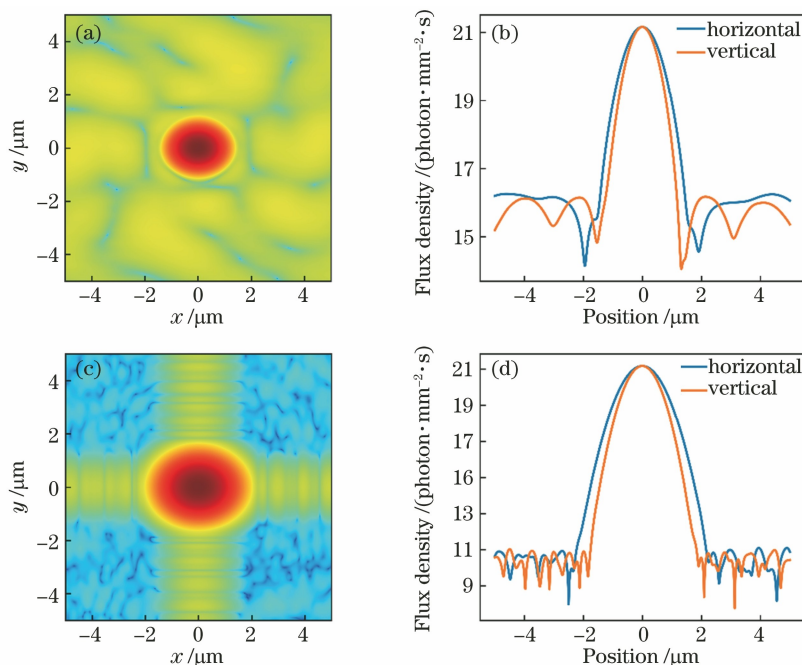 (a)
4
2
0
−2
−4
y /μm
−4 −2 0 2 4
x /μm
(b)
horizontal
vertical
21
19
17
16
15
Flux density /(photon·mm⁻²·s)
−4 −2 0 2 4
Position /μm
(c)
4
2
0
−2
−4
y /μm
−4 −2 0 2 4
x /μm
(d)
horizontal
vertical
21
19
17
16
13
11
9
Flux density /(photon·mm⁻²·s)
−4 −2 0 2 4
Position /μm